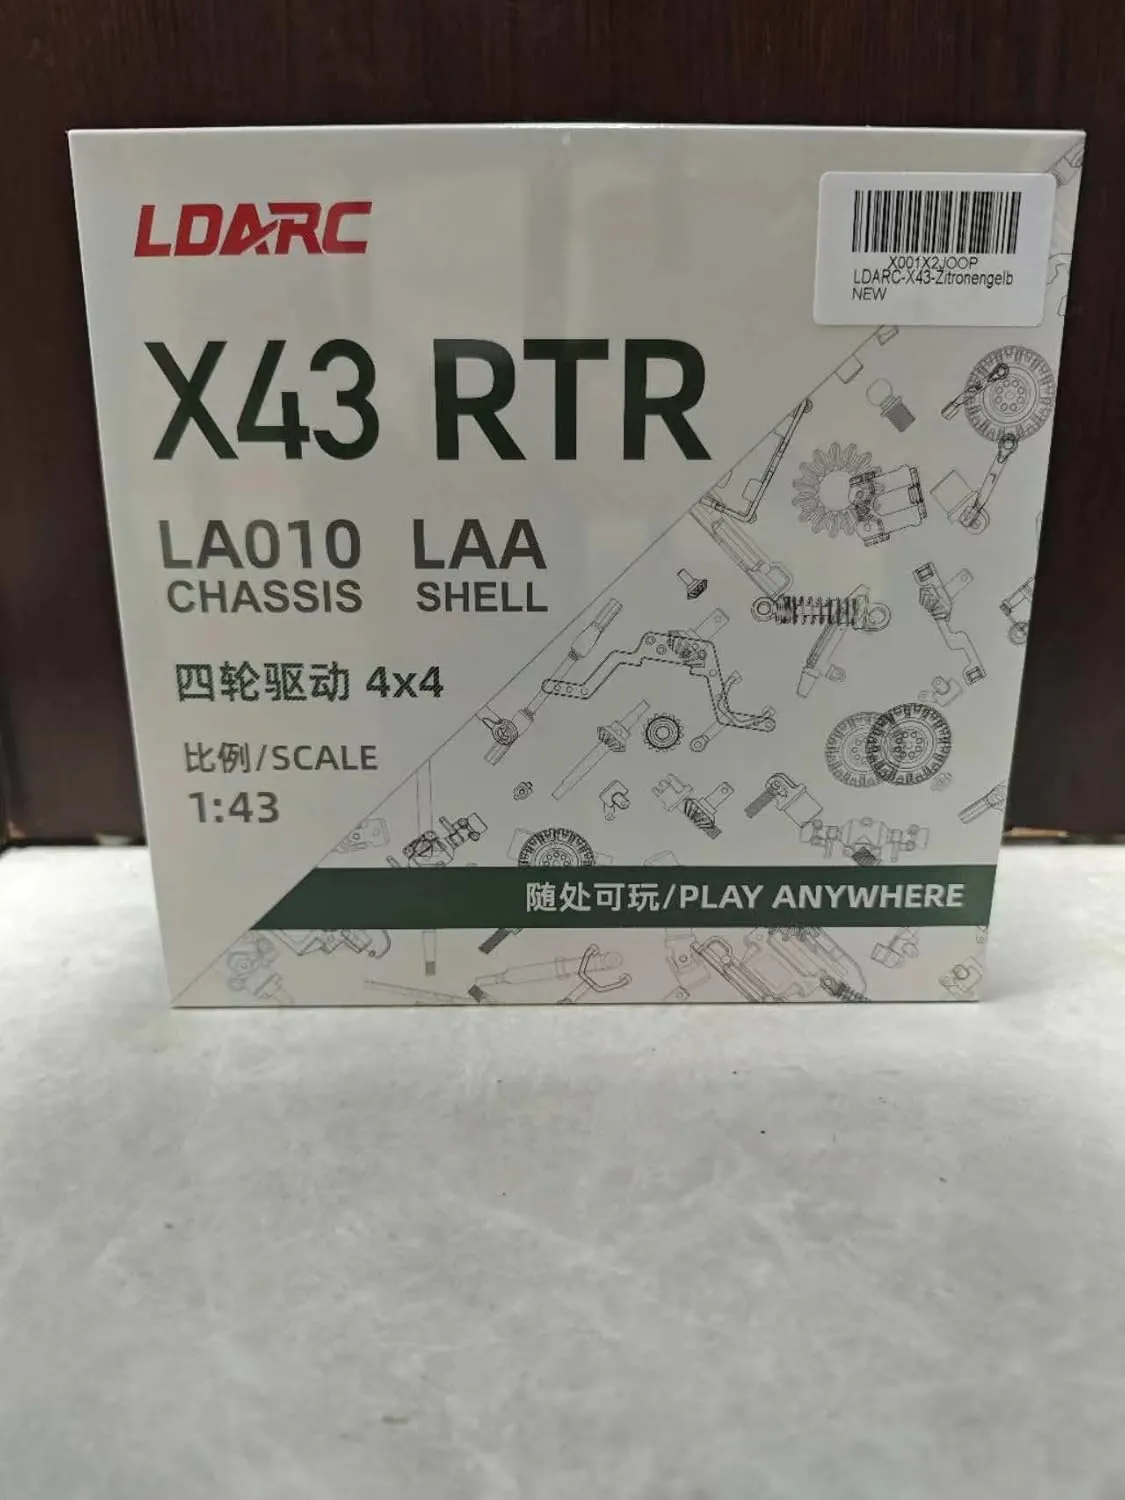 LDARC
X001X2JOOP
LDARC-X43-Zitronengelb
NEW
X43 RTR
LA010 LAA
CHASSIS SHELL
四轮驱动 4x4
比例/SCALE
1:43
随处可玩/PLAY ANYWHERE